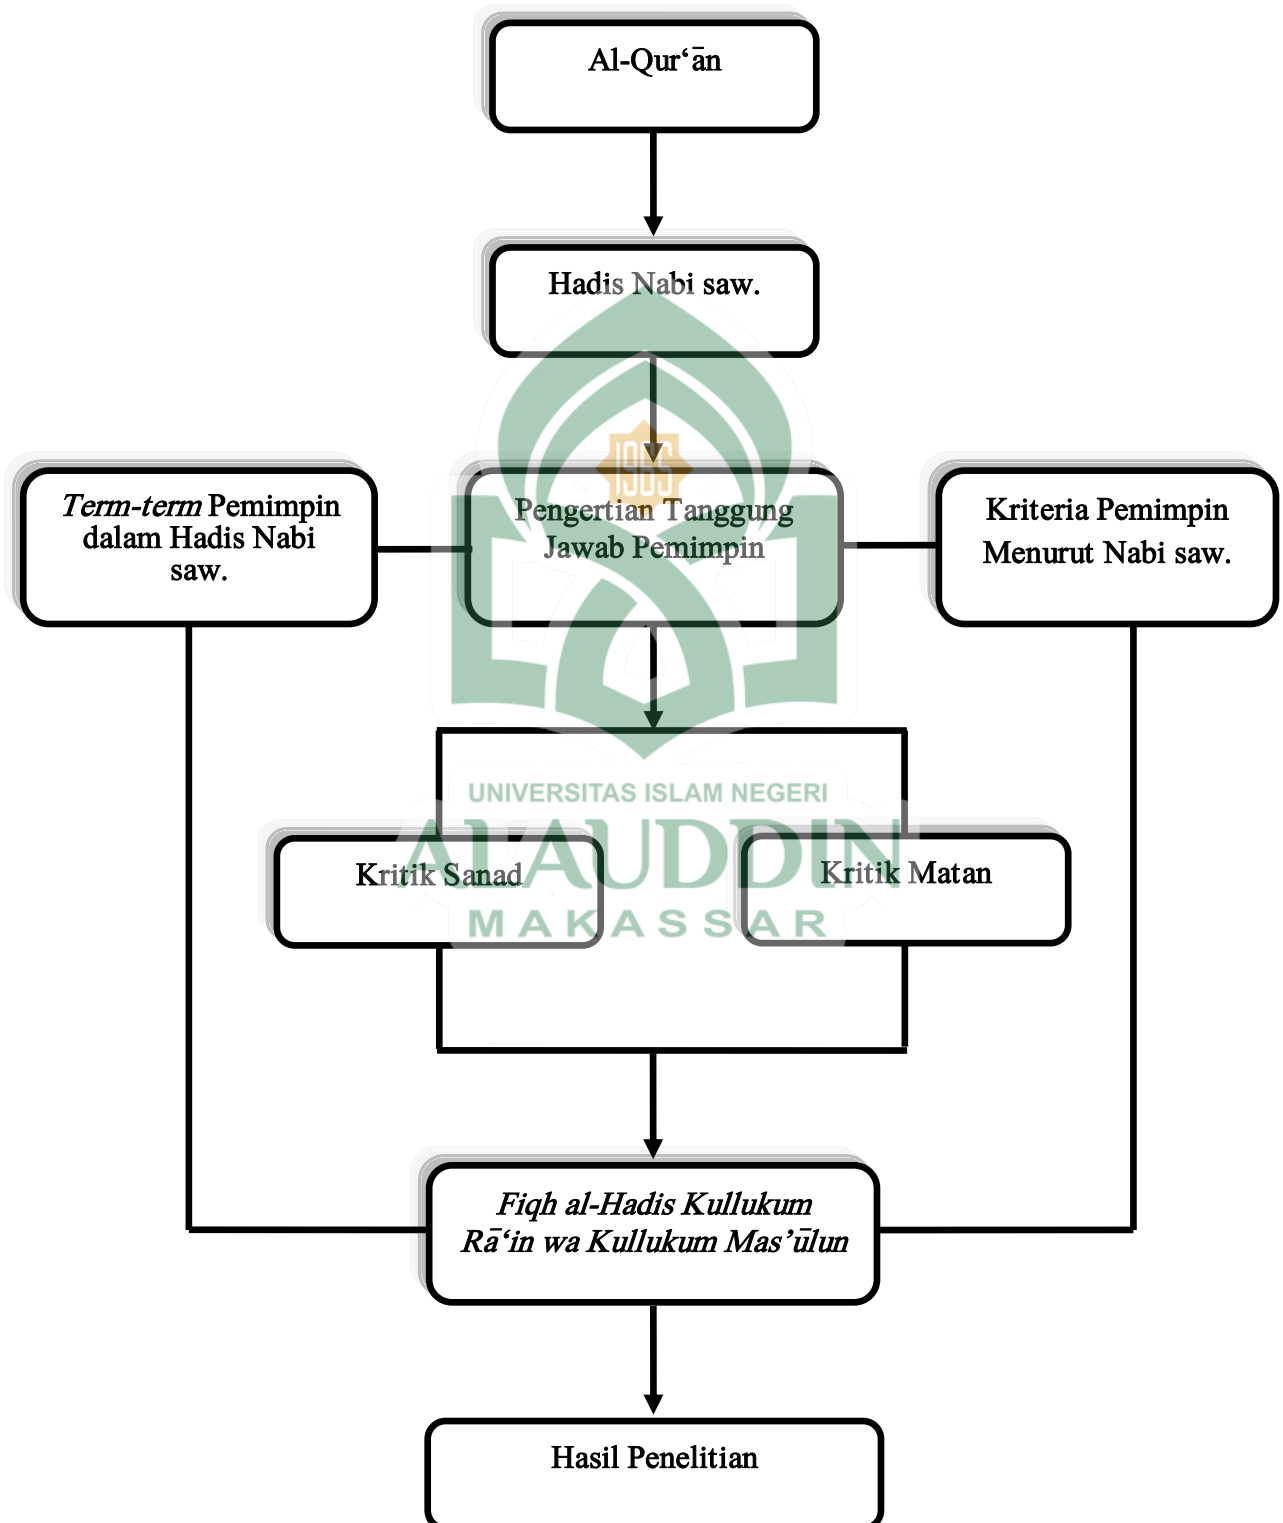 Al-Qur‘ān
Hadis Nabi saw.
1965
Term-term Pemimpin
dalam Hadis Nabi
saw.
Pengertian Tanggung
Jawab Pemimpin
Kriteria Pemimpin
Menurut Nabi saw.
UNIVERSITAS ISLAM NEGERI
ALAUDDIN
MAKASSAR
Kritik Sanad
Kritik Matan
Fiqh al-Hadis Kullukum
Rā‘in wa Kullukum Mas’ūlun
Hasil Penelitian